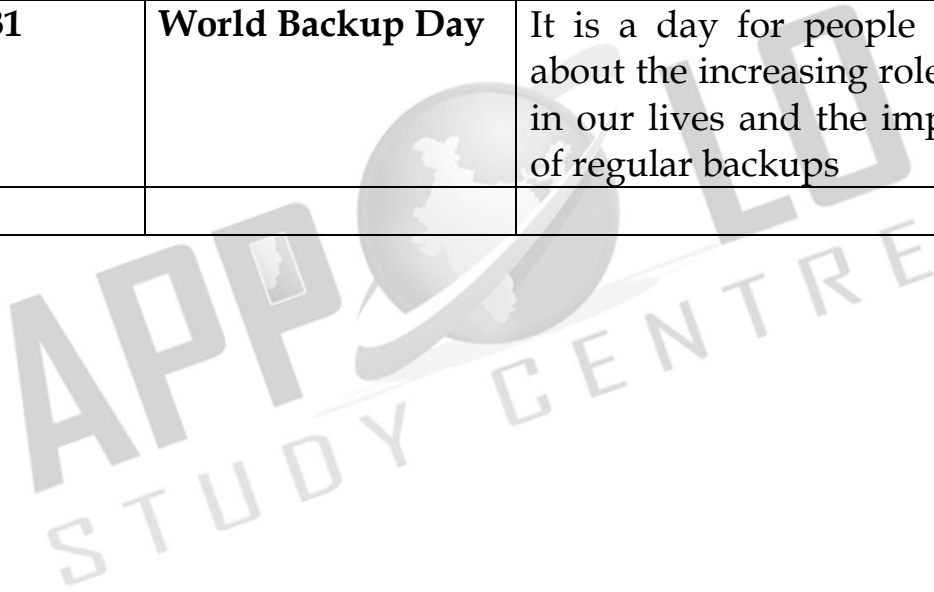 31 World Backup Day It is a day for people
about the increasing role
in our lives and the imp
of regular backups
APPOLO
STUDY CENTRE